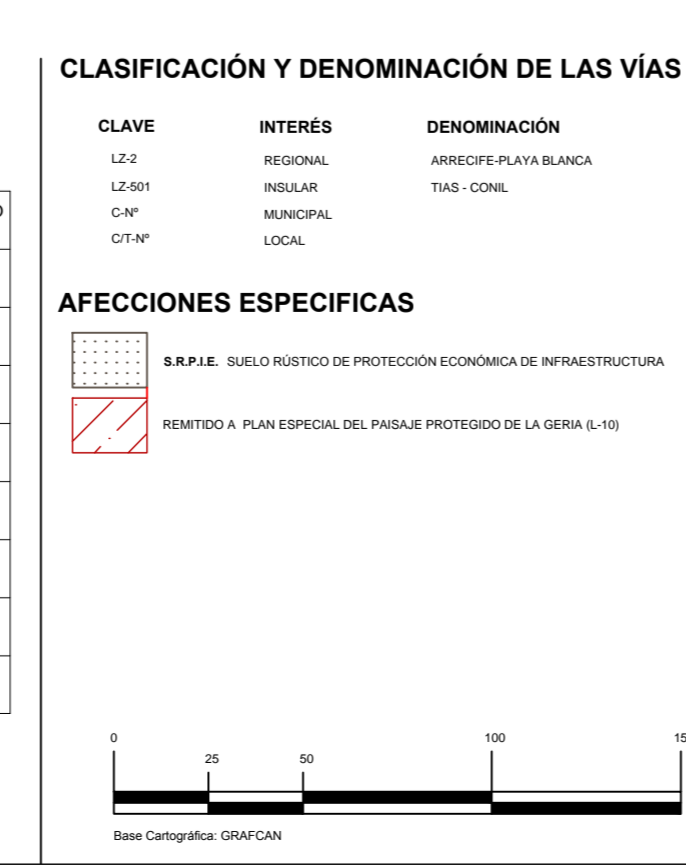 CLASIFICACIÓN Y DENOMINACIÓN DE LAS VÍAS
CLAVE INTERÉS DENOMINACIÓN
LZ-2 REGIONAL ARRECIFE-PLAYA BLANCA
LZ-501 INSULAR TIAS - CONIL
C-Nº MUNICIPAL
C/T-Nº LOCAL
AFECCIONES ESPECIFICAS
S.R.P.I.E. SUELO RÚSTICO DE PROTECCIÓN ECONÓMICA DE INFRAESTRUCTURA
REMITIDO A PLAN ESPECIAL DEL PAISAJE PROTEGIDO DE LA GERIA (L-10)
0 25 50 100
Base Cartográfica: GRAFCAN